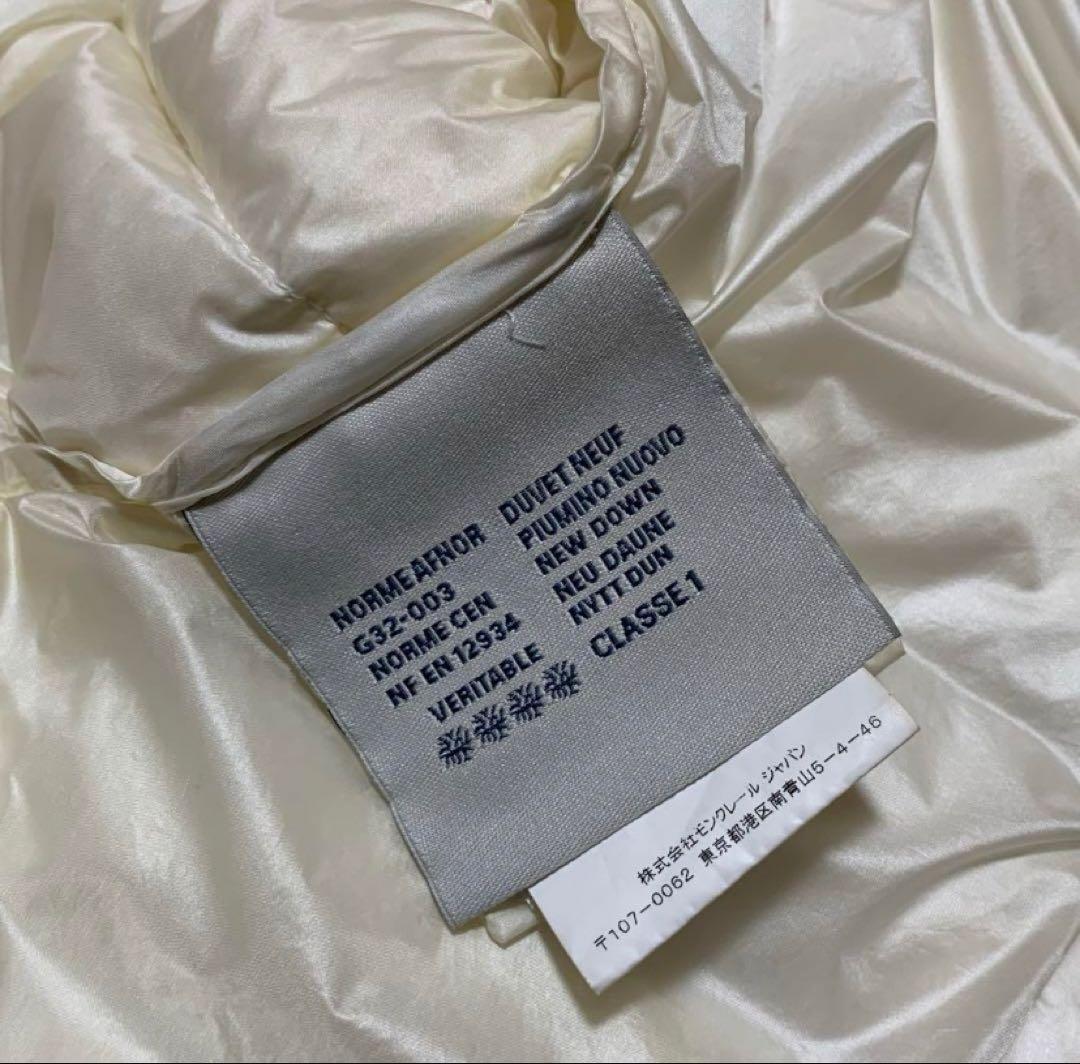 NORME AFNOR
G32-003
NORME CEN
NF EN 12934
VERITABLE
DUVET NEUF
PIUMINO NUOVO
NEW DOWN
NEU DAUNE
NYTT DUN
CLASSE 1
株式会社モンクレール ジャパン
〒107-0062 東京都港区南青山5-4-46